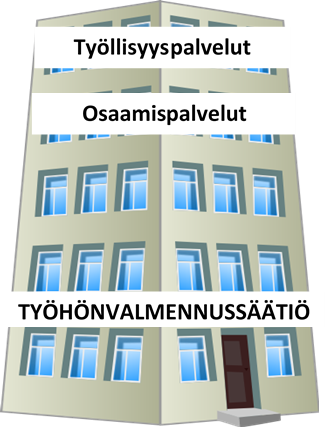 Työllisyyspalvelut
Osaamispalvelut
TYÖHÖNVALMENNUSSÄÄTIÖ